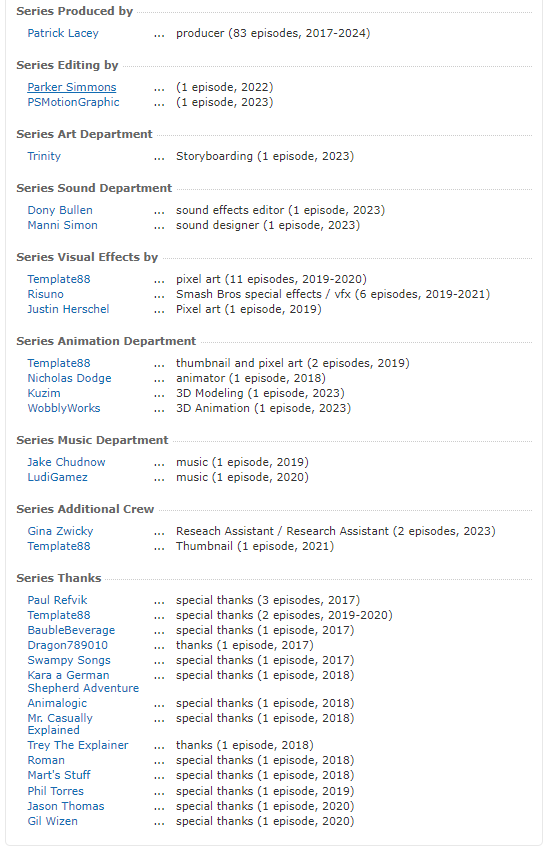 Series Produced by
Patrick Lacey ... producer (83 episodes, 2017-2024)
Series Editing by
Parker Simmons ... (1 episode, 2022)
PSMotionGraphic ... (1 episode, 2023)
Series Art Department
Trinity ... Storyboarding (1 episode, 2023)
Series Sound Department
Dony Bullen ... sound effects editor (1 episode, 2023)
Manni Simon ... sound designer (1 episode, 2023)
Series Visual Effects by
Template88 ... pixel art (11 episodes, 2019-2020)
Risuno ... Smash Bros special effects / vfx (6 episodes, 2019-2021)
Justin Herschel ... Pixel art (1 episode, 2019)
Series Animation Department
Template88 ... thumbnail and pixel art (2 episodes, 2019)
Nicholas Dodge ... animator (1 episode, 2018)
Kuzim ... 3D Modeling (1 episode, 2023)
WobblyWorks ... 3D Animation (1 episode, 2023)
Series Music Department
Jake Chudnow ... music (1 episode, 2019)
LudiGamez ... music (1 episode, 2020)
Series Additional Crew
Gina Zwicky ... Reseach Assistant / Research Assistant (2 episodes, 2023)
Template88 ... Thumbnail (1 episode, 2021)
Series Thanks
Paul Refvik ... special thanks (3 episodes, 2017)
Template88 ... special thanks (2 episodes, 2019-2020)
BaubleBeverage ... special thanks (1 episode, 2017)
Dragon789010 ... thanks (1 episode, 2017)
Swampy Songs ... special thanks (1 episode, 2017)
Kara a German ... special thanks (1 episode, 2018)
Shepherd Adventure
Animalogic ... special thanks (1 episode, 2018)
Mr. Casually ... special thanks (1 episode, 2018)
Explained
Trey The Explainer ... thanks (1 episode, 2018)
Roman ... special thanks (1 episode, 2018)
Mart's Stuff ... special thanks (1 episode, 2018)
Phil Torres ... special thanks (1 episode, 2019)
Jason Thomas ... special thanks (1 episode, 2020)
Gil Wizen ... special thanks (1 episode, 2020)